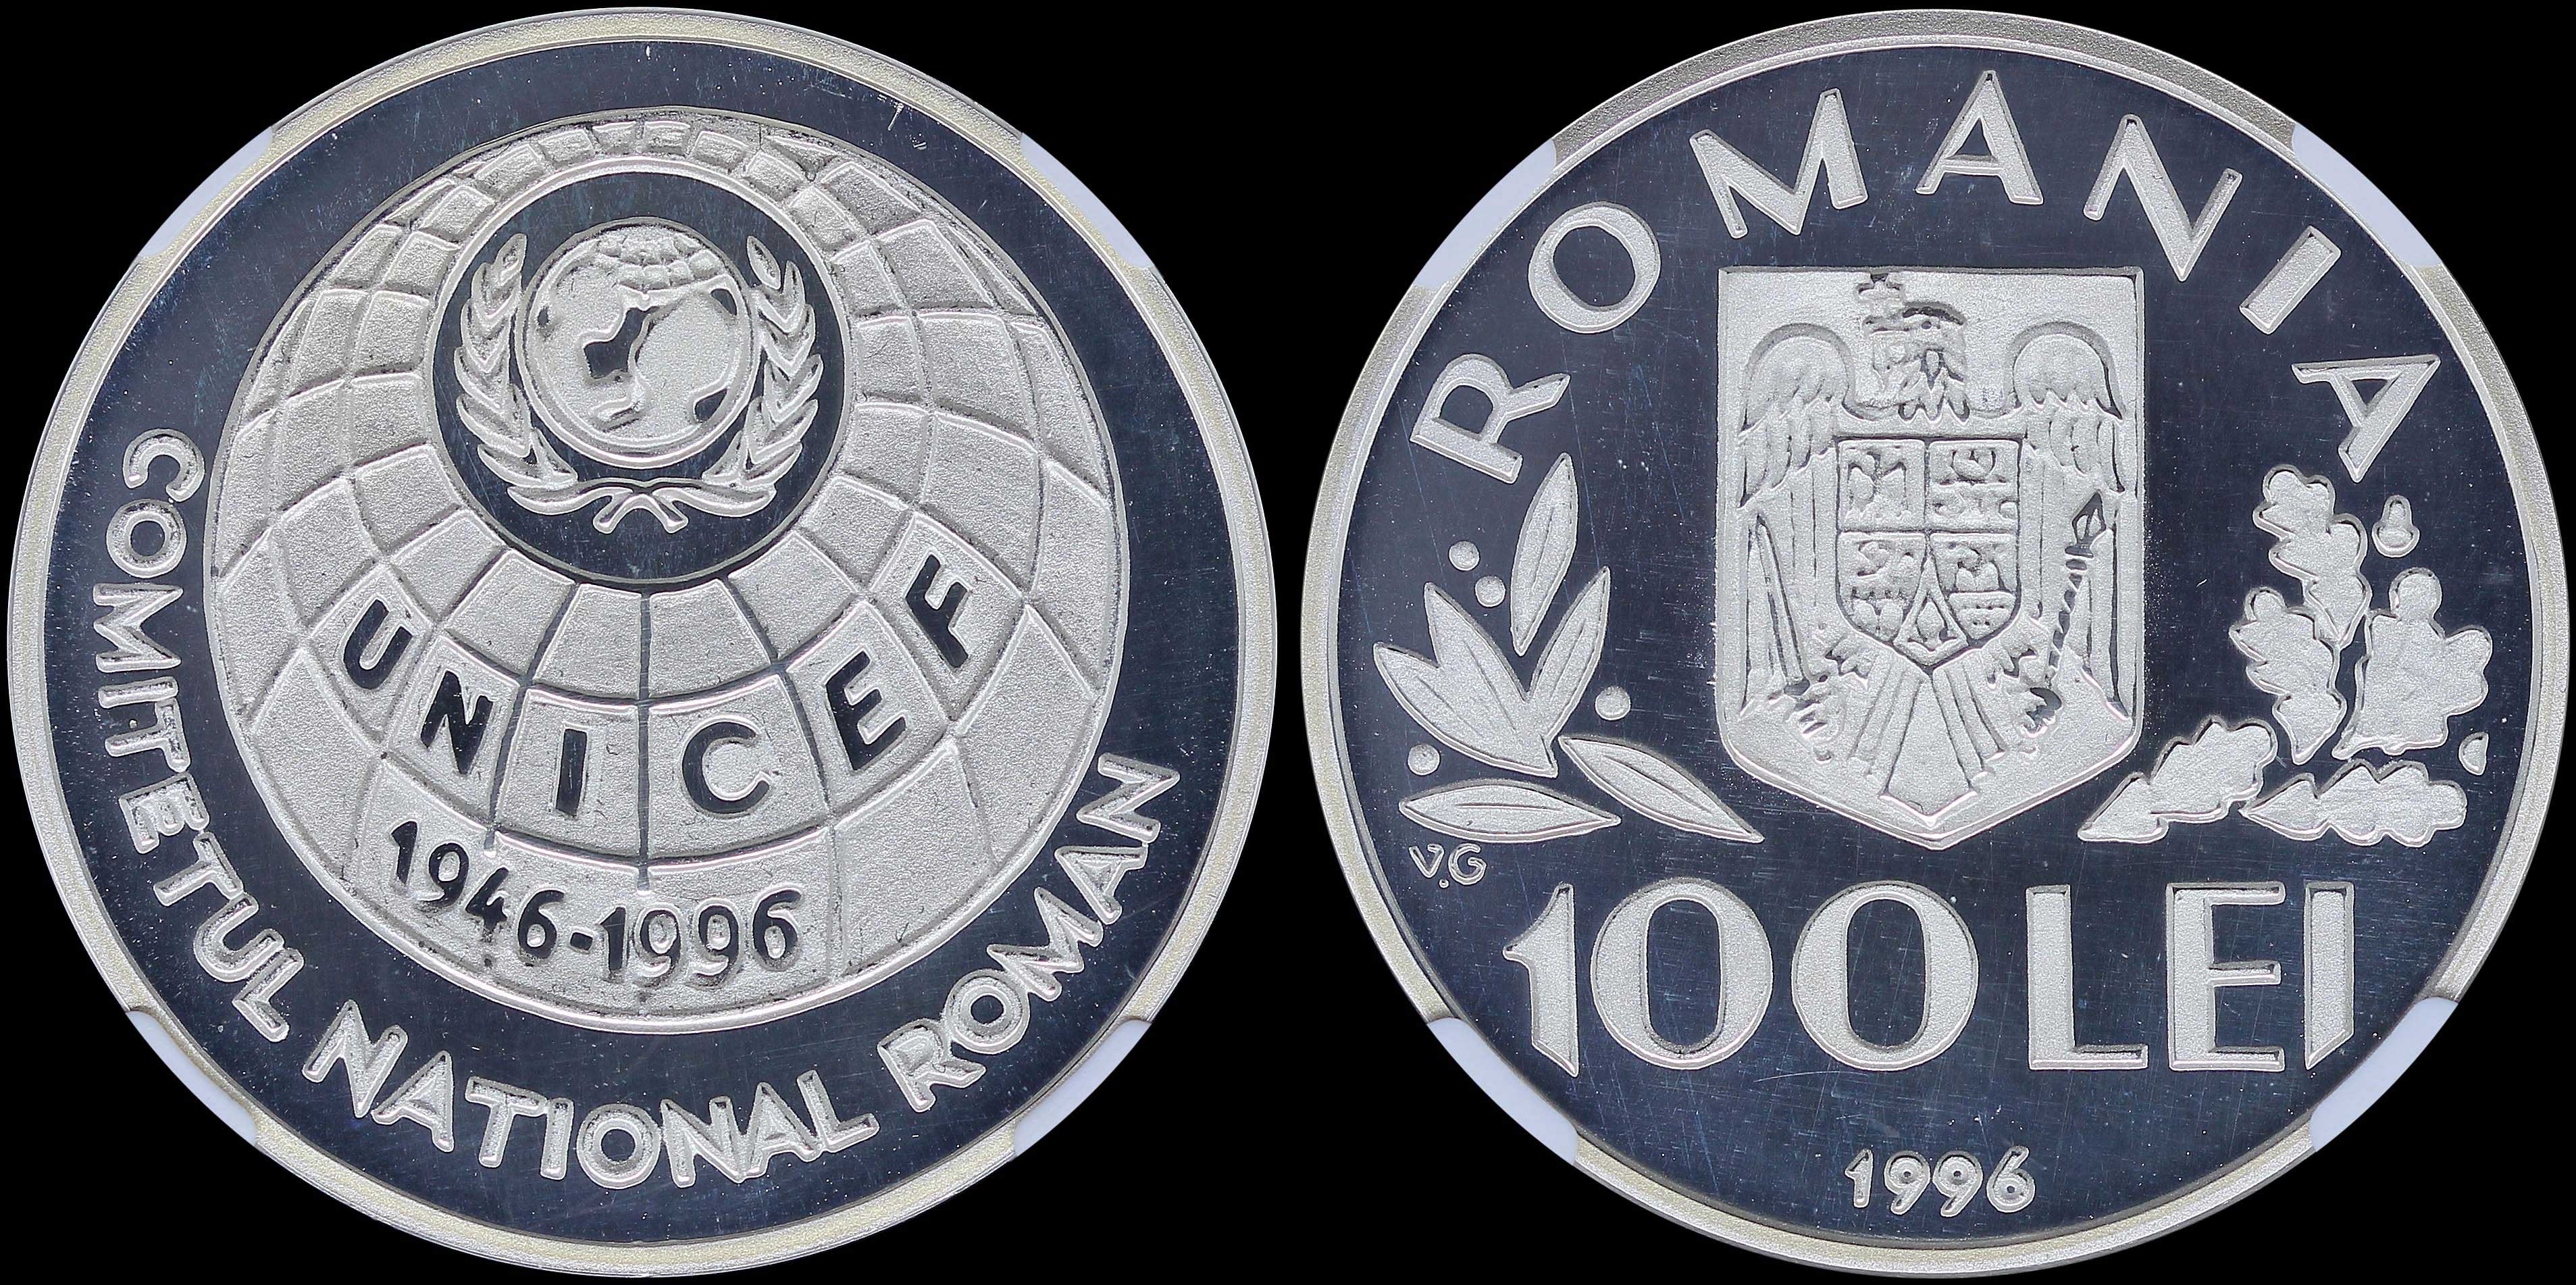 UNICEF
1946-1996
COMITETUL NATIONAL ROMAN
ROMANIA
V.G
100 LEI
1996